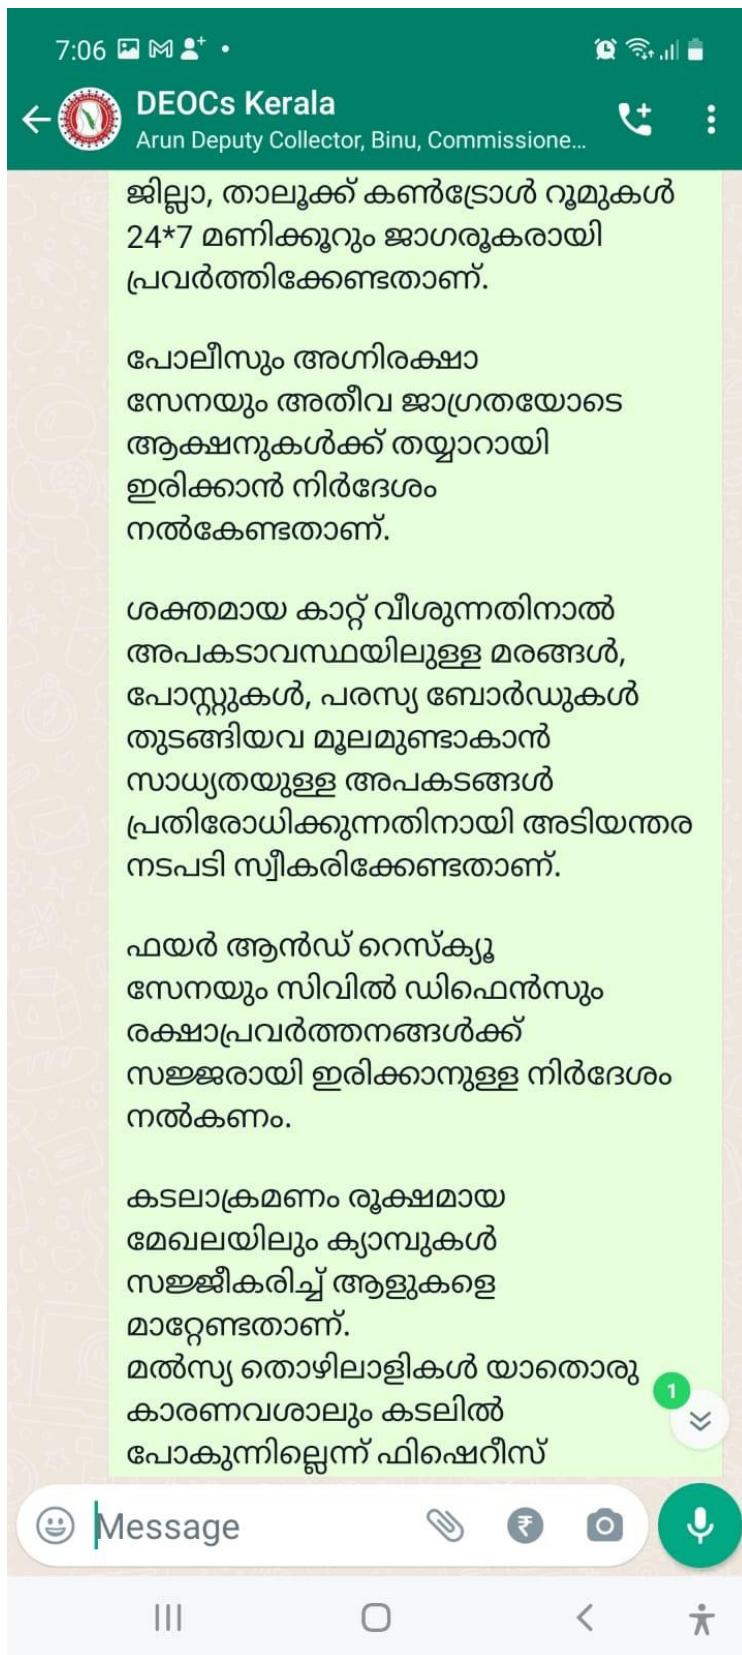 7:06
DEOCs Kerala
Arun Deputy Collector, Binu, Commissione...
ജില്ലാ, താലൂക്ക് കൺട്രോൾ റൂമുകൾ
24*7 മണിക്കൂറും ജാഗരൂകരായി
പ്രവർത്തിക്കേണ്ടതാണ്.
പോലീസും അഗ്നിരക്ഷാ
സേനയും അതീവ ജാഗ്രതയോടെ
ആക്ഷനുകൾക്ക് തയ്യാറായി
ഇരിക്കാൻ നിർദേശം
നൽകേണ്ടതാണ്.
ശക്തമായ കാറ്റ് വീശുന്നതിനാൽ
അപകടാവസ്ഥയിലുള്ള മരങ്ങൾ,
പോസ്റ്റുകൾ, പരസ്യ ബോർഡുകൾ
തുടങ്ങിയവ മൂലമുണ്ടാകാൻ
സാധ്യതയുള്ള അപകടങ്ങൾ
പ്രതിരോധിക്കുന്നതിനായി അടിയന്തര
നടപടി സ്വീകരിക്കേണ്ടതാണ്.
ഫയർ ആൻഡ് റെസ്ക്യൂ
സേനയും സിവിൽ ഡിഫെൻസും
രക്ഷാപ്രവർത്തനങ്ങൾക്ക്
സജ്ജരായി ഇരിക്കാനുള്ള നിർദേശം
നൽകണം.
കടലാക്രമണം രൂക്ഷമായ
മേഖലയിലും ക്യാമ്പുകൾ
സജ്ജീകരിച്ച് ആളുകളെ
മാറ്റേണ്ടതാണ്.
മൽസ്യ തൊഴിലാളികൾ യാതൊരു
കാരണവശാലും കടലിൽ
പോകുന്നില്ലെന്ന് ഫിഷെറീസ്
1
Message